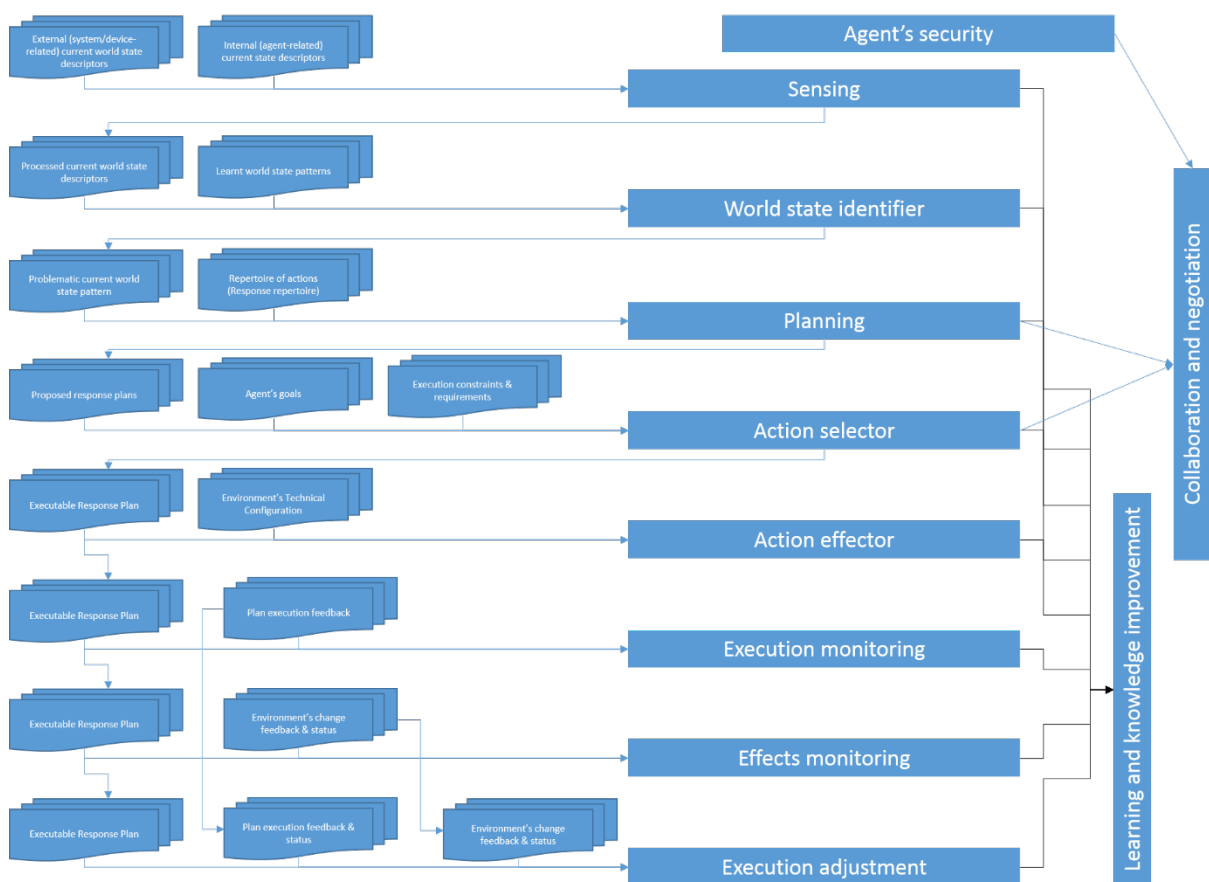 External (system/device-
related) current world state
descriptors
Internal (agent-related)
current state descriptors
Agent's security
Sensing
Processed current world state
descriptors
Learnt world state patterns
World state identifier
Problematic current world
state pattern
Repertoire of actions
(Response repertoire)
Planning
Proposed response plans
Agent's goals
Execution constraints &
requirements
Action selector
Executable Response Plan
Environment's Technical
Configuration
Action effector
Executable Response Plan
Plan execution feedback
Execution monitoring
Executable Response Plan
Environment's change
feedback & status
Effects monitoring
Executable Response Plan
Plan execution feedback &
status
Environment's change
feedback & status
Execution adjustment
Collaboration and negotiation
Learning and knowledge improvement